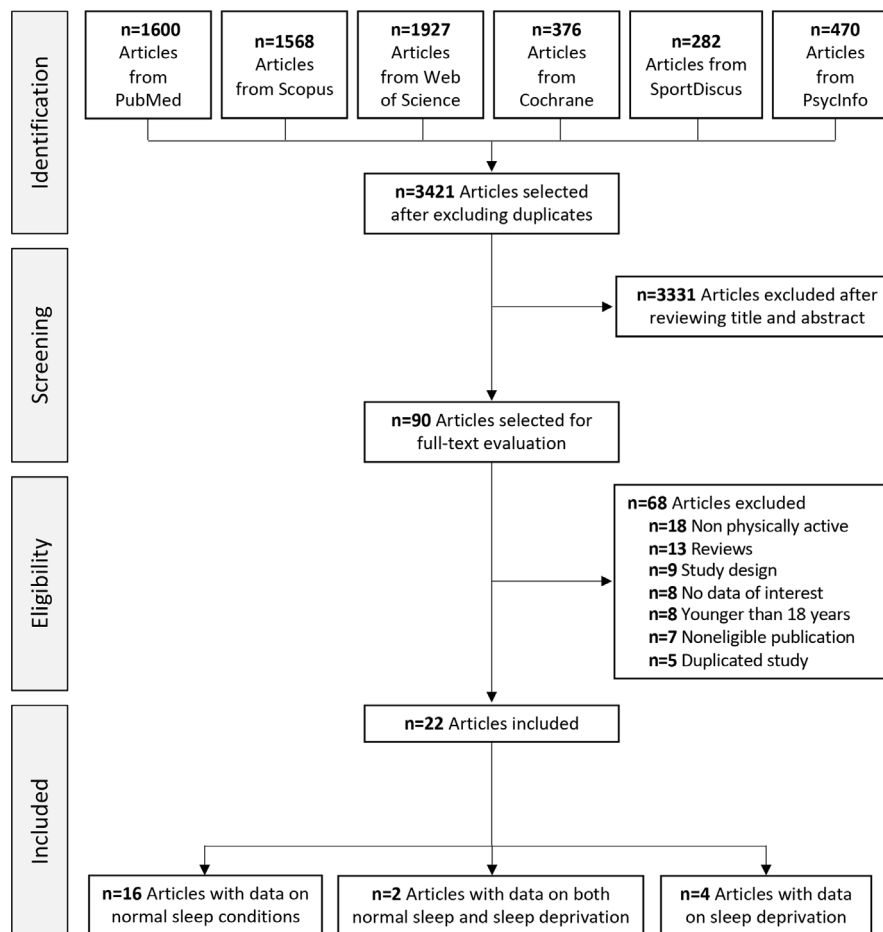 Identification
n=1600
Articles
from
PubMed
n=1568
Articles
from Scopus
n=1927
Articles
from Web
of Science
n=376
Articles
from
Cochrane
n=282
Articles from
SportDiscus
n=470
Articles
from
PsycInfo
n=3421 Articles selected
after excluding duplicates
Screening
n=3331 Articles excluded after
reviewing title and abstract
n=90 Articles selected for
full-text evaluation
Eligibility
n=68 Articles excluded
n=18 Non physically active
n=13 Reviews
n=9 Study design
n=8 No data of interest
n=8 Younger than 18 years
n=7 Noneligible publication
n=5 Duplicated study
Included
n=22 Articles included
n=16 Articles with data on
normal sleep conditions
n=2 Articles with data on both
normal sleep and sleep deprivation
n=4 Articles with data
on sleep deprivation